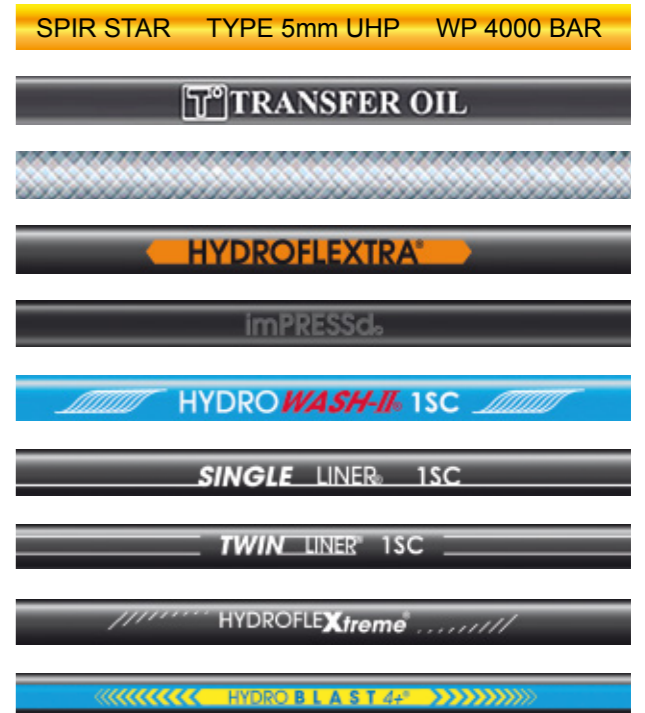 SPIR STAR TYPE 5mm UHP WP 4000 BAR
T° TRANSFER OIL
HYDROFLEXTRA®
imPRESSd®
HYDROWASH-II® 1SC
SINGLE LINER® 1SC
TWIN LINER® 1SC
HYDROFLEXtreme®
HYDRO BLAST 4+®